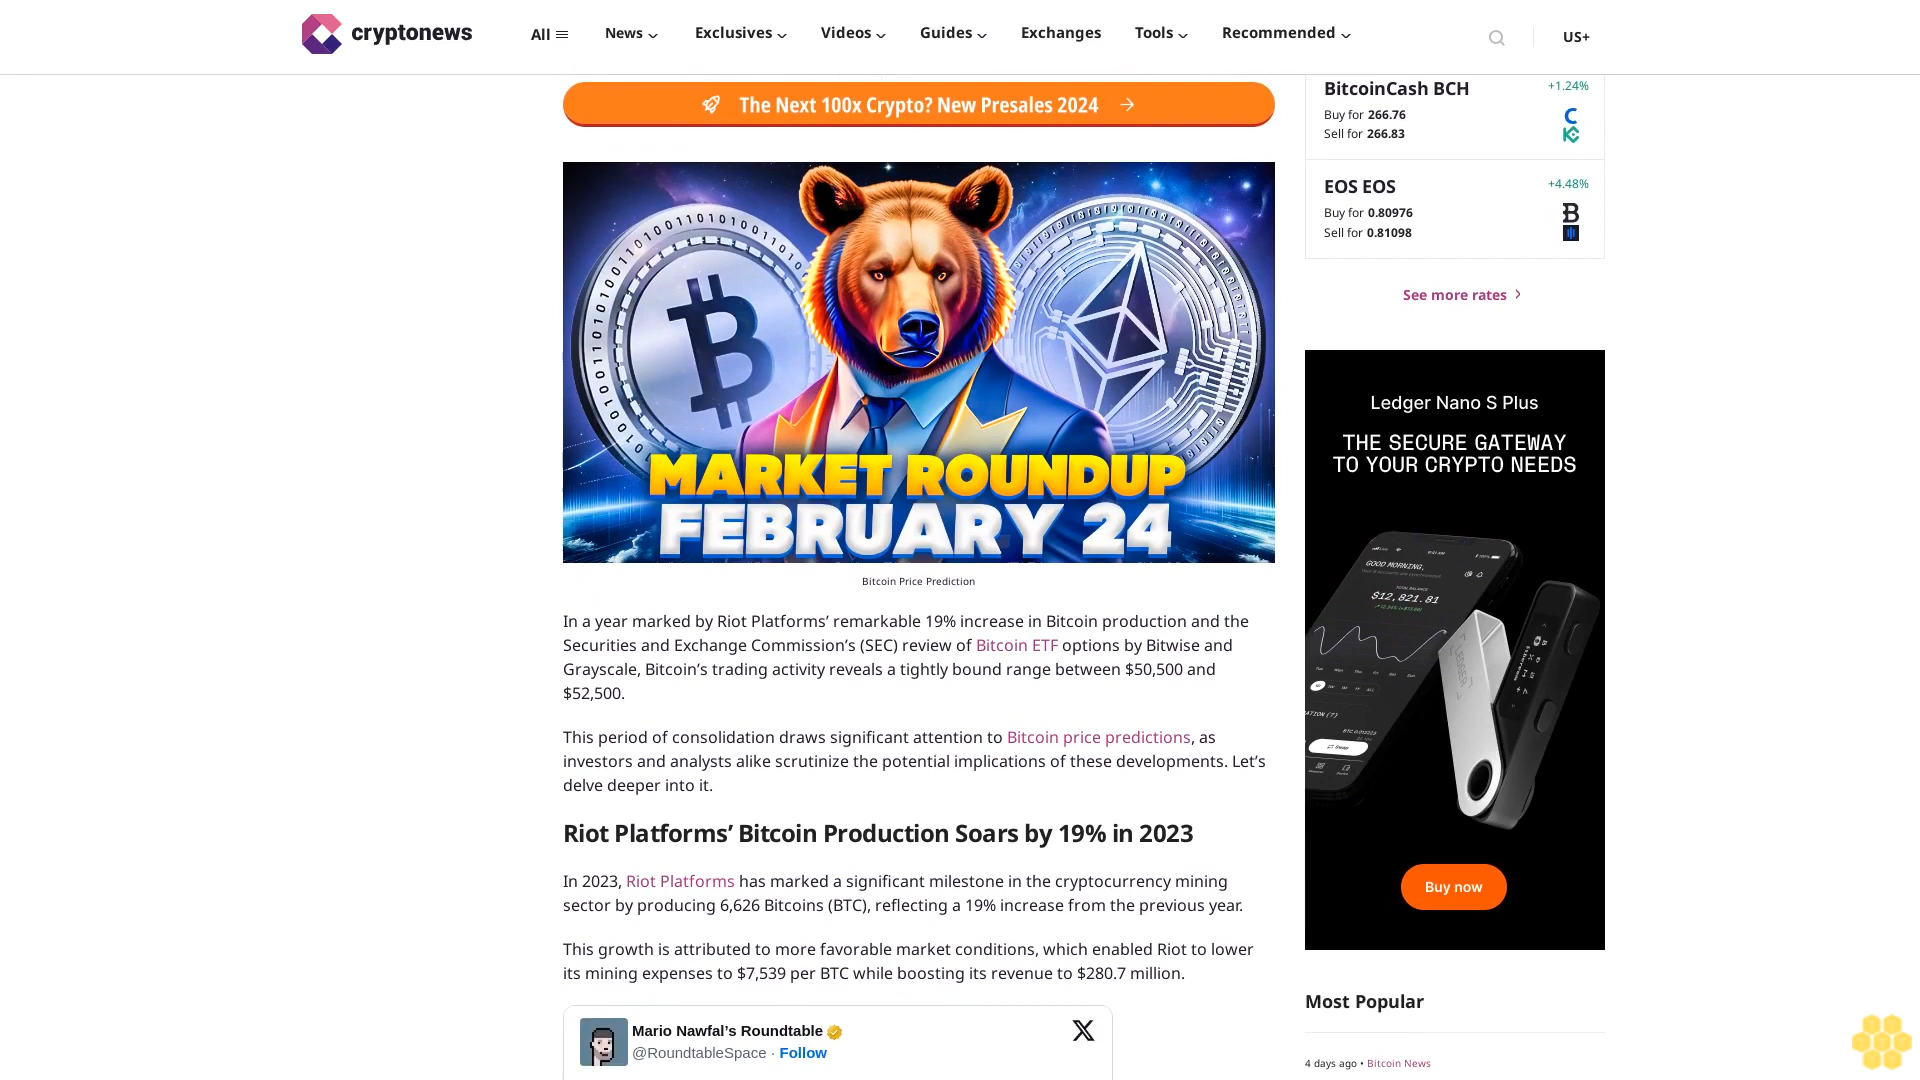 cryptonews
All
News
Exclusives
Videos
Guides
Exchanges
Tools
Recommended
US+
The Next 100x Crypto? New Presales 2024
MARKET ROUNDUP
FEBRUARY 24
Bitcoin Price Prediction
In a year marked by Riot Platforms’ remarkable 19% increase in Bitcoin production and the
Securities and Exchange Commission’s (SEC) review of Bitcoin ETF options by Bitwise and
Grayscale, Bitcoin’s trading activity reveals a tightly bound range between $50,500 and
$52,500.
This period of consolidation draws significant attention to Bitcoin price predictions, as
investors and analysts alike scrutinize the potential implications of these developments. Let’s
delve deeper into it.
Riot Platforms’ Bitcoin Production Soars by 19% in 2023
In 2023, Riot Platforms has marked a significant milestone in the cryptocurrency mining
sector by producing 6,626 Bitcoins (BTC), reflecting a 19% increase from the previous year.
This growth is attributed to more favorable market conditions, which enabled Riot to lower
its mining expenses to $7,539 per BTC while boosting its revenue to $280.7 million.
Mario Nawfal’s Roundtable
@RoundtableSpace · Follow
BitcoinCash BCH
+1.24%
Buy for 266.76
Sell for 266.83
EOS EOS
+4.48%
Buy for 0.80976
Sell for 0.81098
See more rates
Ledger Nano S Plus
THE SECURE GATEWAY
TO YOUR CRYPTO NEEDS
GOOD MORNING,
$12,821.81
LEDGER
Swap
Buy now
Most Popular
4 days ago • Bitcoin News